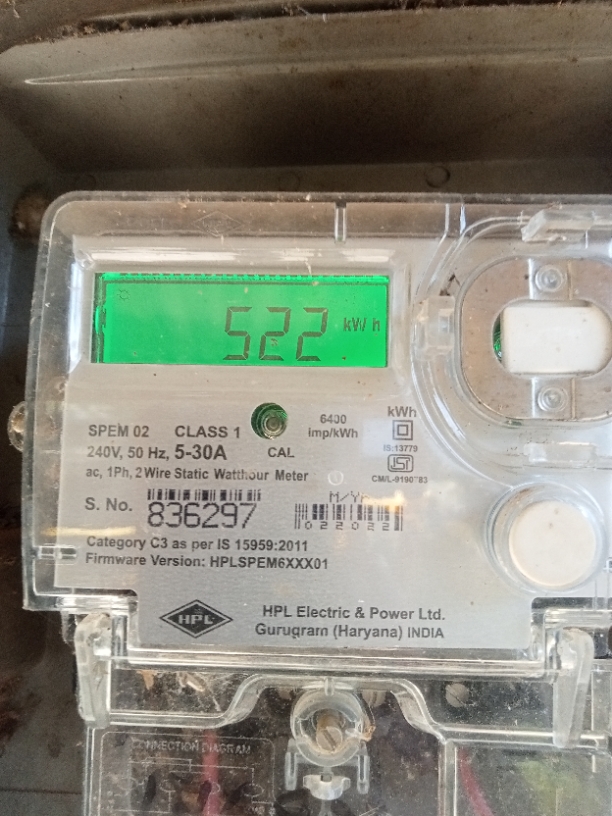 522 kWh
6400
imp/kWh
kWh
SPEM 02 CLASS 1
240V, 50 Hz, 5-30A
CAL
IS:13779
ac, 1Ph, 2 Wire Static Watthour Meter
S. No. 836297
M/Yr
022022
Category C3 as per IS 15959:2011
Firmware Version: HPLSPEM6XXX01
HPL
HPL Electric & Power Ltd.
Gurugram (Haryana) INDIA
CONNECTION DIAGRAM